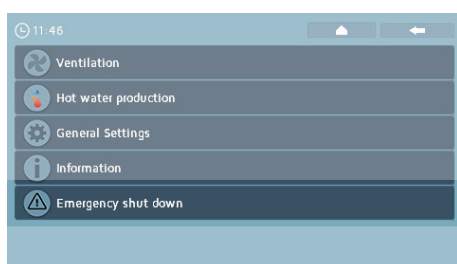 11:46
Ventilation
Hot water production
General Settings
Information
Emergency shut down